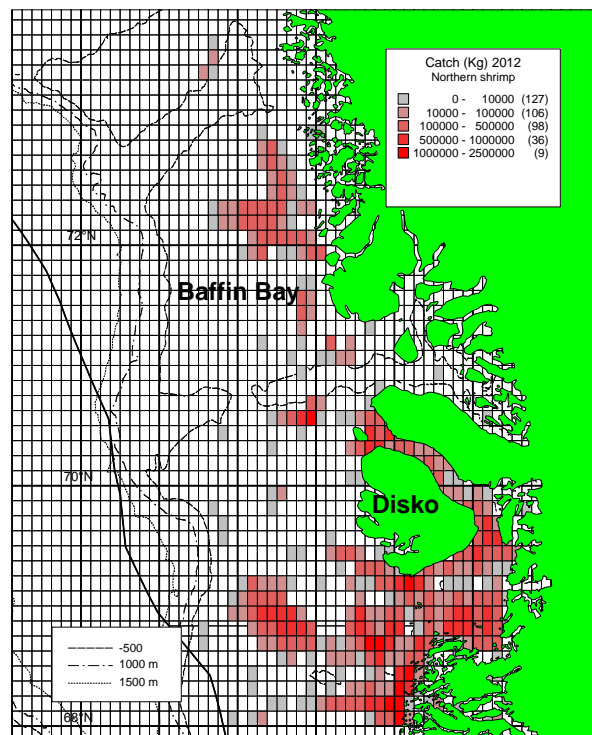 Catch (Kg) 2012
Northern shrimp
0 - 10000 (127)
10000 - 100000 (106)
100000 - 500000 (98)
500000 - 1000000 (36)
1000000 - 2500000 (9)
72°N
Baffin Bay
70°N
Disko
-500
1000 m
1500 m
68°N